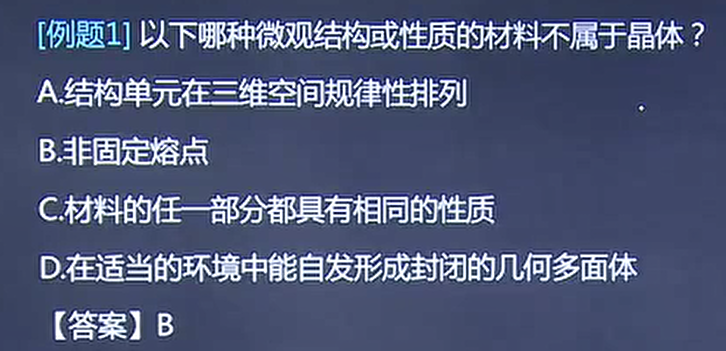 [例题1] 以下哪种微观结构或性质的材料不属于晶体？
A.结构单元在三维空间规律性排列
B.非固定熔点
C.材料的任一部分都具有相同的性质
D.在适当的环境中能自发形成封闭的几何多面体
【答案】B